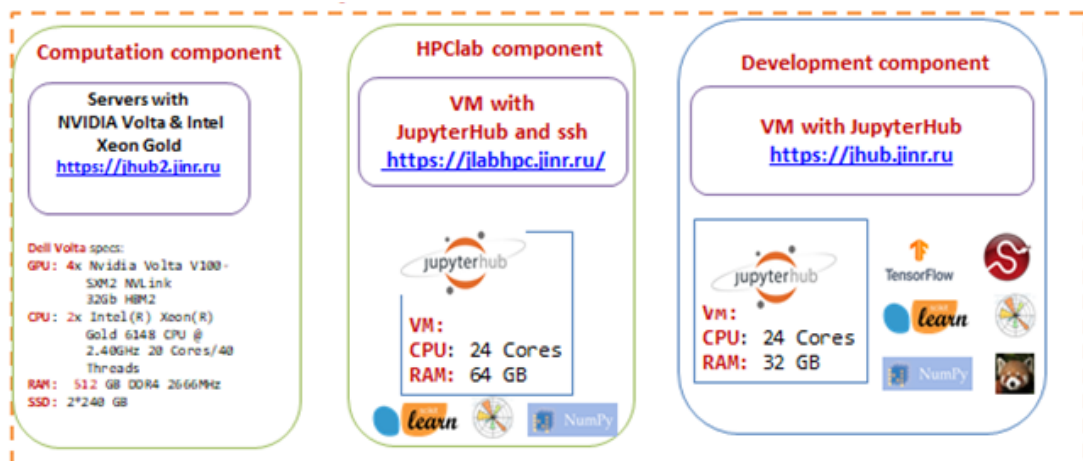 Computation component
Servers with
NVIDIA Volta & Intel
Xeon Gold
https://jhub2.jinr.ru
Dell Volta specs:
GPU: 4x Nvidia Volta V100-
SXM2 NVLink
32Gb HBM2
CPU: 2x Intel(R) Xeon(R)
Gold 6148 CPU @
2.40GHz 20 Cores/40
Threads
RAM: 512 GB DDR4 2666MHz
SSD: 2*240 GB
HPClab component
VM with
JupyterHub and ssh
https://jlabhpc.jinr.ru/
jupyterhub
VM:
CPU: 24 Cores
RAM: 64 GB
learn
NumPy
Development component
VM with JupyterHub
https://jhub.jinr.ru
jupyterhub
VM:
CPU: 24 Cores
RAM: 32 GB
TensorFlow
learn
NumPy